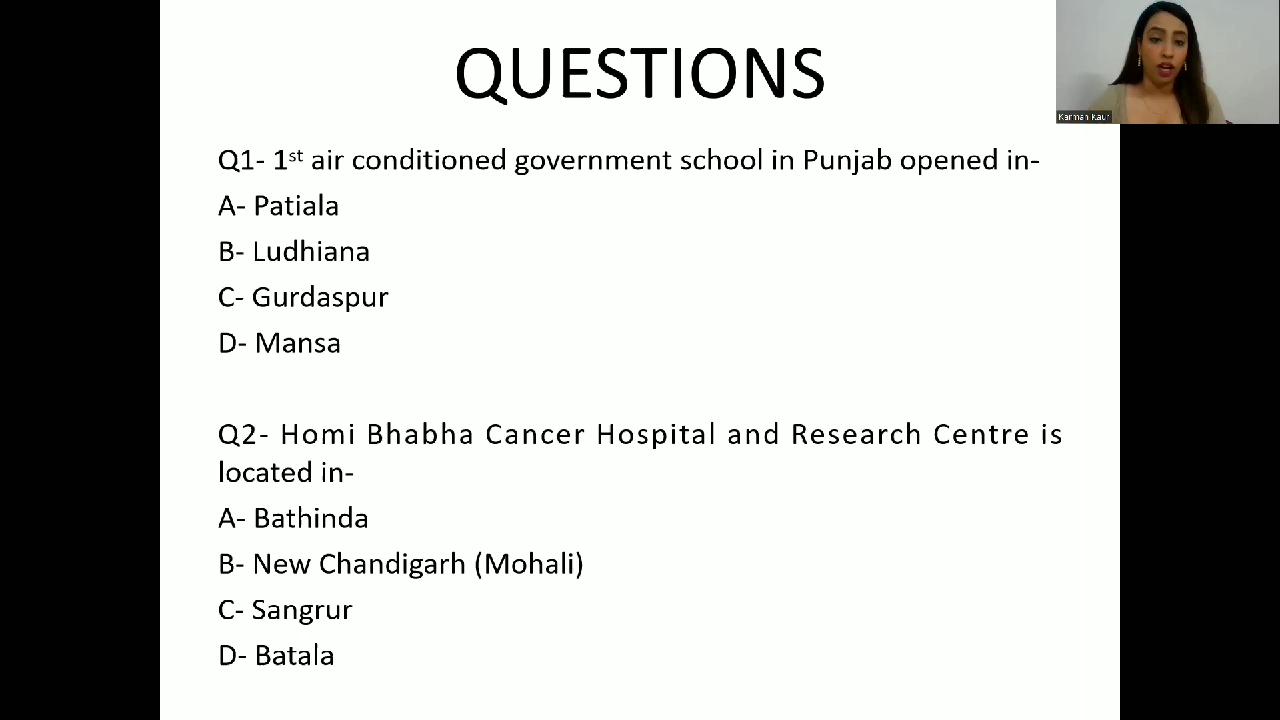 QUESTIONS
Karman Kaur
Q1- 1st air conditioned government school in Punjab opened in-
A- Patiala
B- Ludhiana
C- Gurdaspur
D- Mansa
Q2- Homi Bhabha Cancer Hospital and Research Centre is
located in-
A- Bathinda
B- New Chandigarh (Mohali)
C- Sangrur
D- Batala